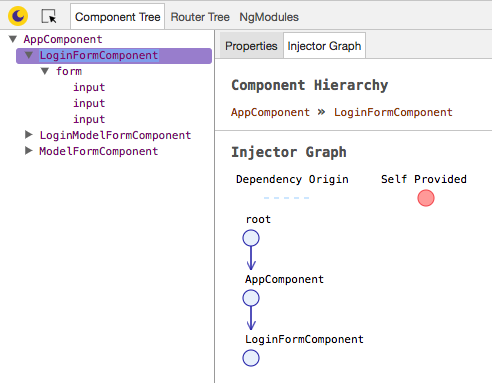 Component Tree Router Tree NgModules
AppComponent
LoginFormComponent
form
input
input
input
LoginModelFormComponent
ModelFormComponent
Properties Injector Graph
Component Hierarchy
AppComponent » LoginFormComponent
Injector Graph
Dependency Origin Self Provided
root
AppComponent
LoginFormComponent